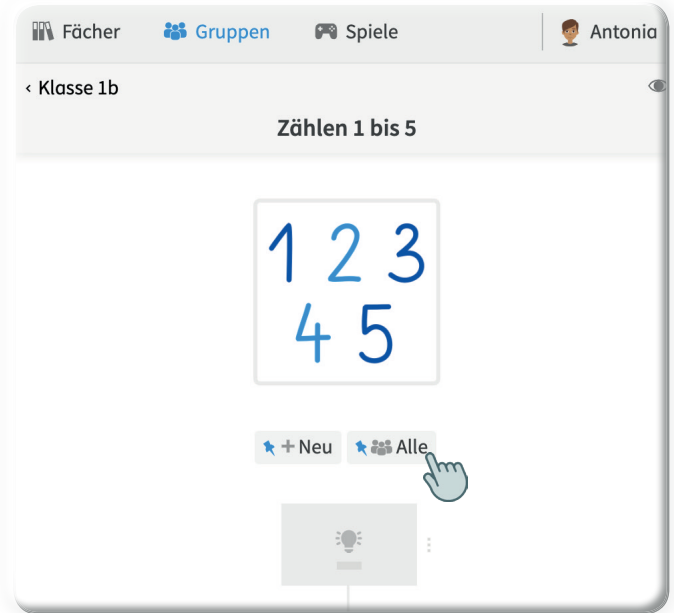 Fächer Gruppen Spiele Antonia
‹ Klasse 1b
Zählen 1 bis 5
1 2 3
4 5
+ Neu Alle